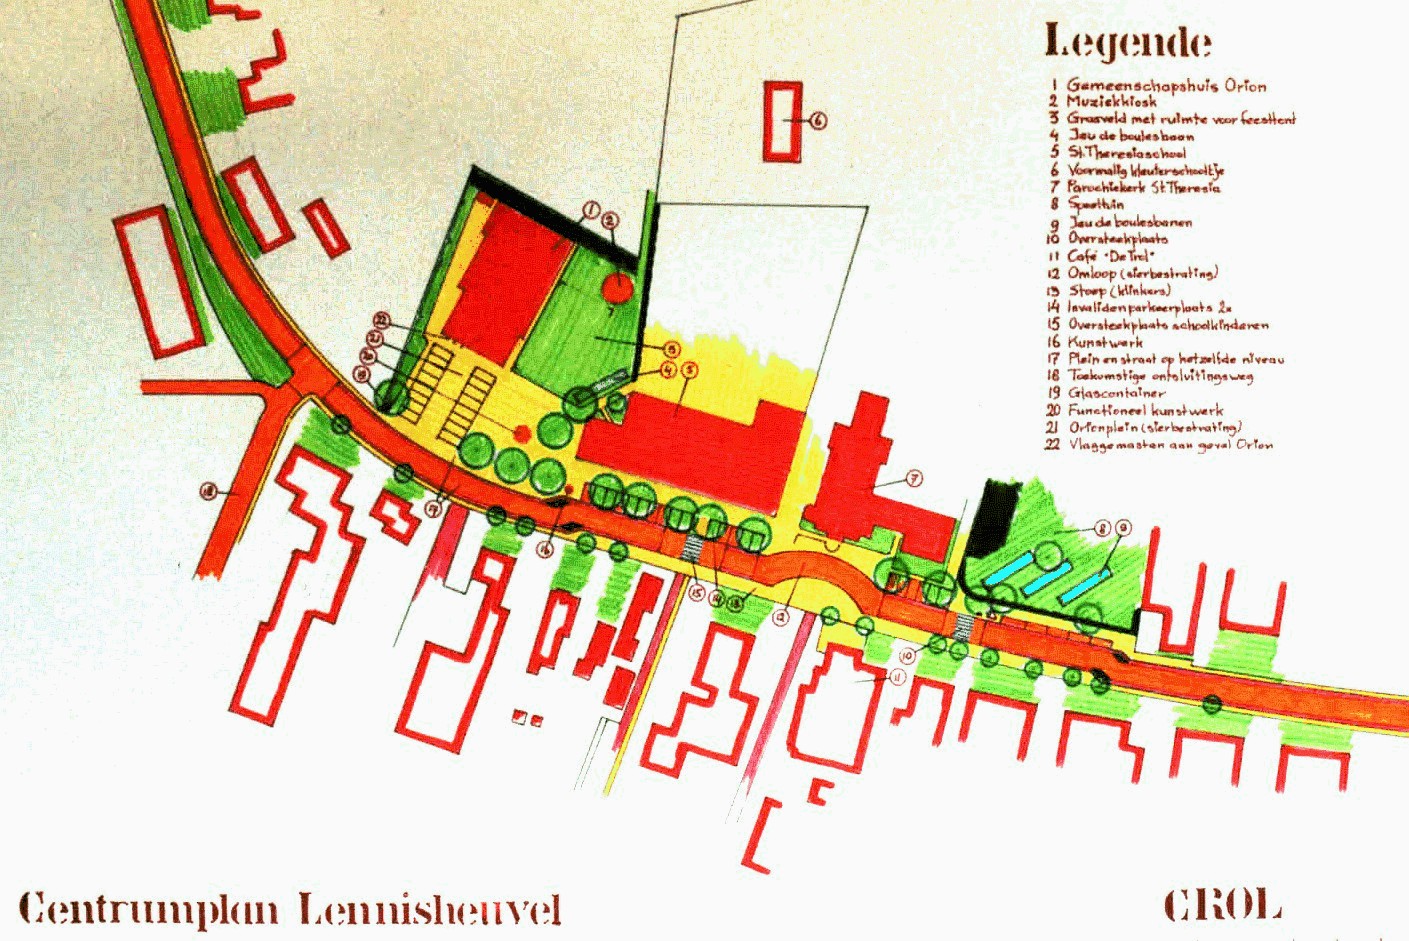 Legende
1 Gemeenschapshuis Orion
2 Muziekkiosk
3 Grasveld met ruimte voor feesttent
4 Jeu de boulesbaan
5 St.Theresiaschool
6 Voormalig kleuterschooltje
7 Parochiekerk St.Theresia
8 Speeltuin
9 Jeu de boulesbanen
10 Oversteekplaats
11 Café "De Trol"
12 Omloop (sierbestrating)
13 Stoep (klinkers)
14 Invalidenparkeerplaats 2x
15 Oversteekplaats schoolkinderen
16 Kunstwerk
17 Plein en straat op hetzelfde niveau
18 Toekomstige ontsluitingsweg
19 Glascontainer
20 Functioneel kunstwerk
21 Orionplein (sierbestrating)
22 Vlaggemasten aan gevel Orion
6
1 2
22
21
20
19
3
4 5
7
8 9
18
17
16
15 14 13
12
10
11
Centrumplan Lennisheuvel
CROL